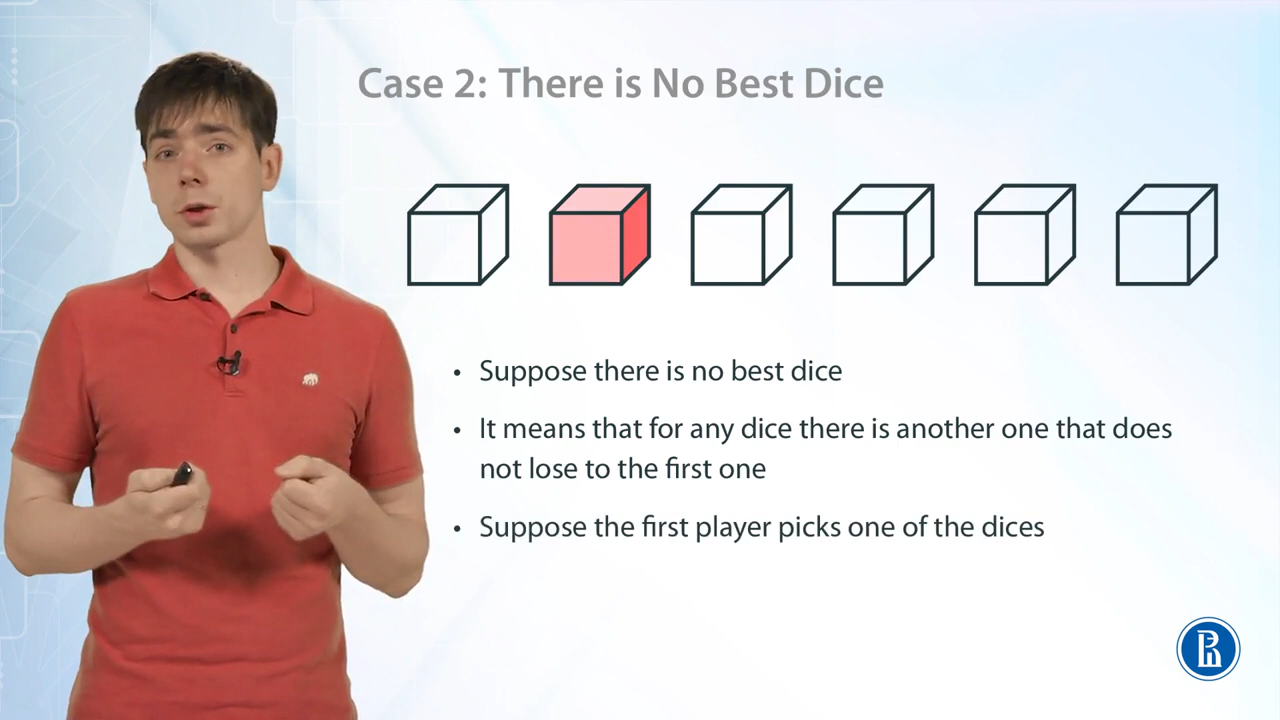 Case 2: There is No Best Dice
• Suppose there is no best dice
• It means that for any dice there is another one that does
not lose to the first one
• Suppose the first player picks one of the dices